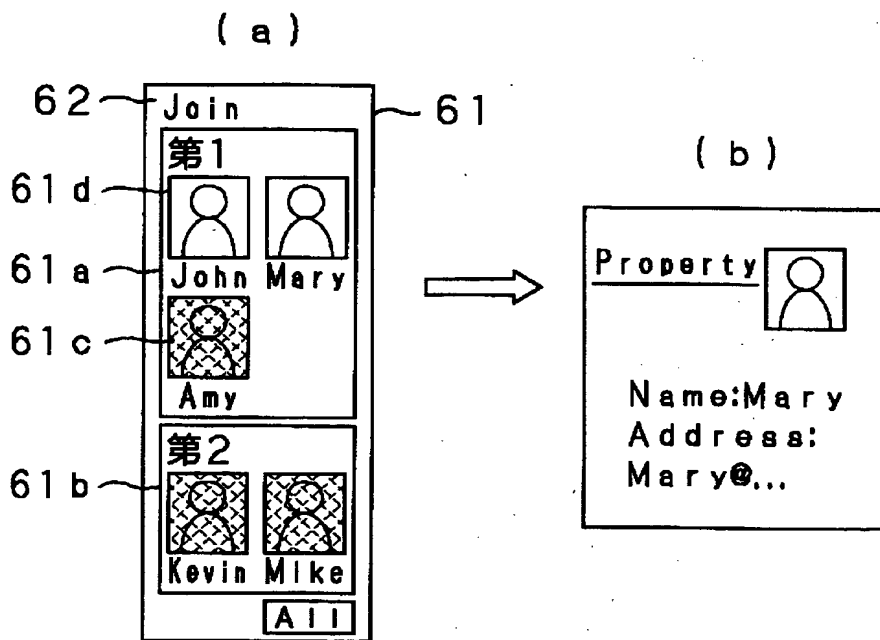 (a)
62
Join
61
第1
61d
John Mary
61a
61c
Amy
第2
61b
Kevin Mike
All
(b)
Property
Name:Mary
Address:
Mary@...